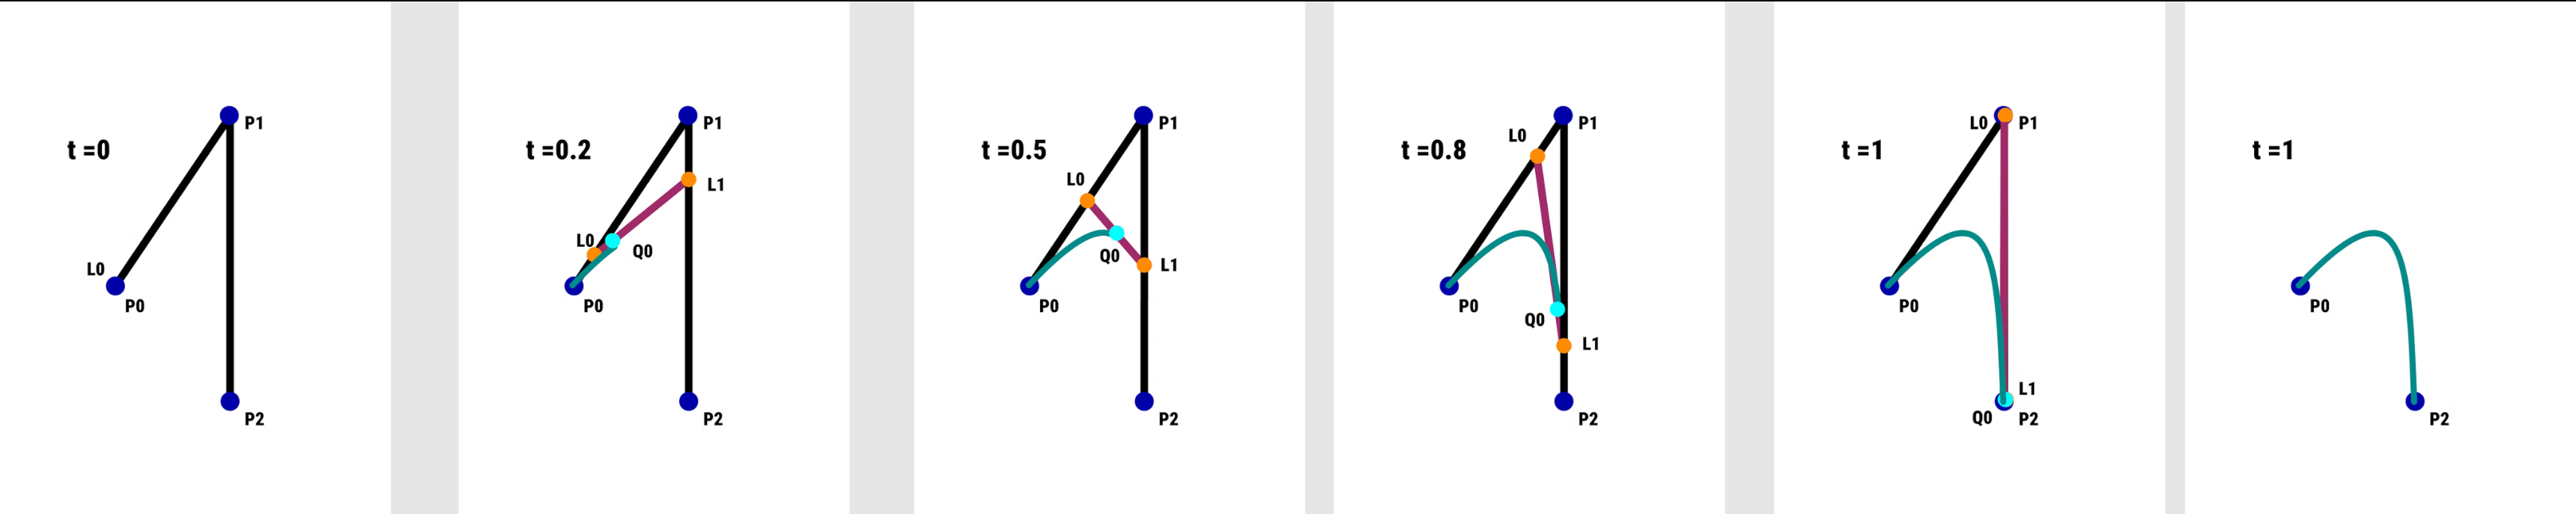 P1
t =0
L0
P0
P2
P1
t =0.2
L1
L0
Q0
P0
P2
P1
t =0.5
L0
Q0
L1
P0
P2
P1
L0
t =0.8
P0
Q0
L1
P2
L0 P1
t =1
P0
L1
Q0 P2
t =1
P0
P2